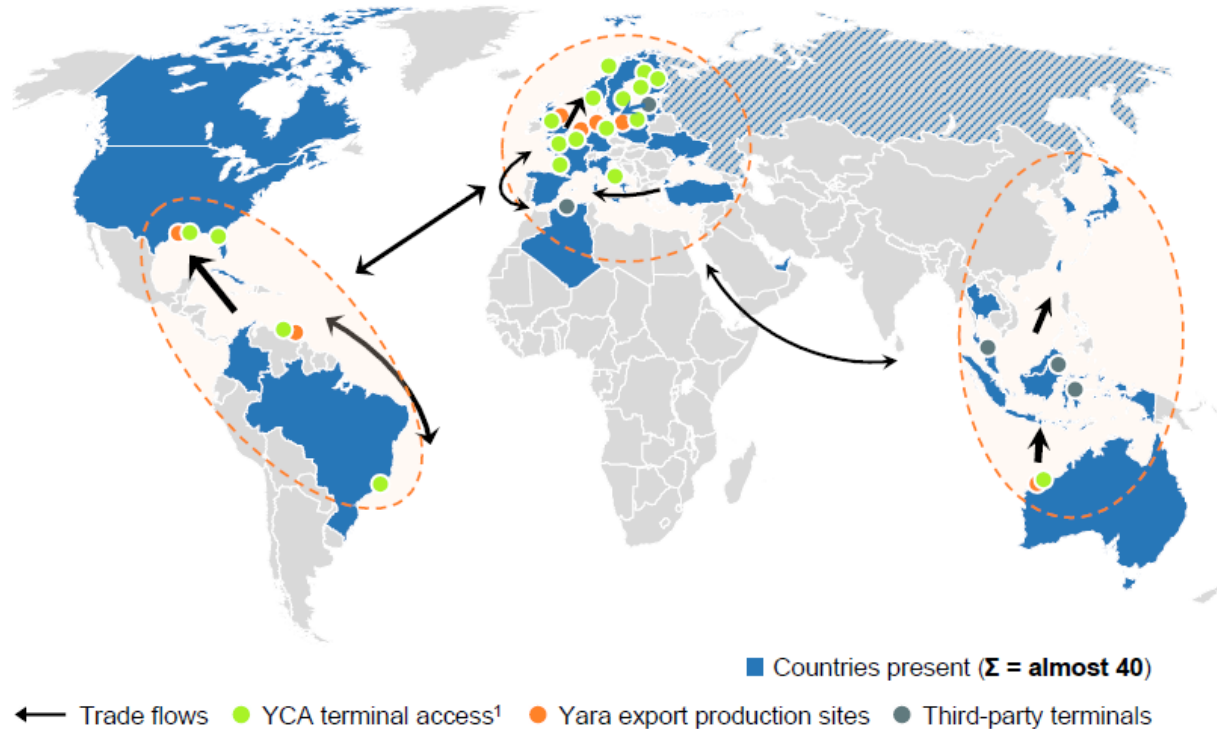 Countries present (Σ = almost 40)
Trade flows YCA terminal access¹ Yara export production sites Third-party terminals